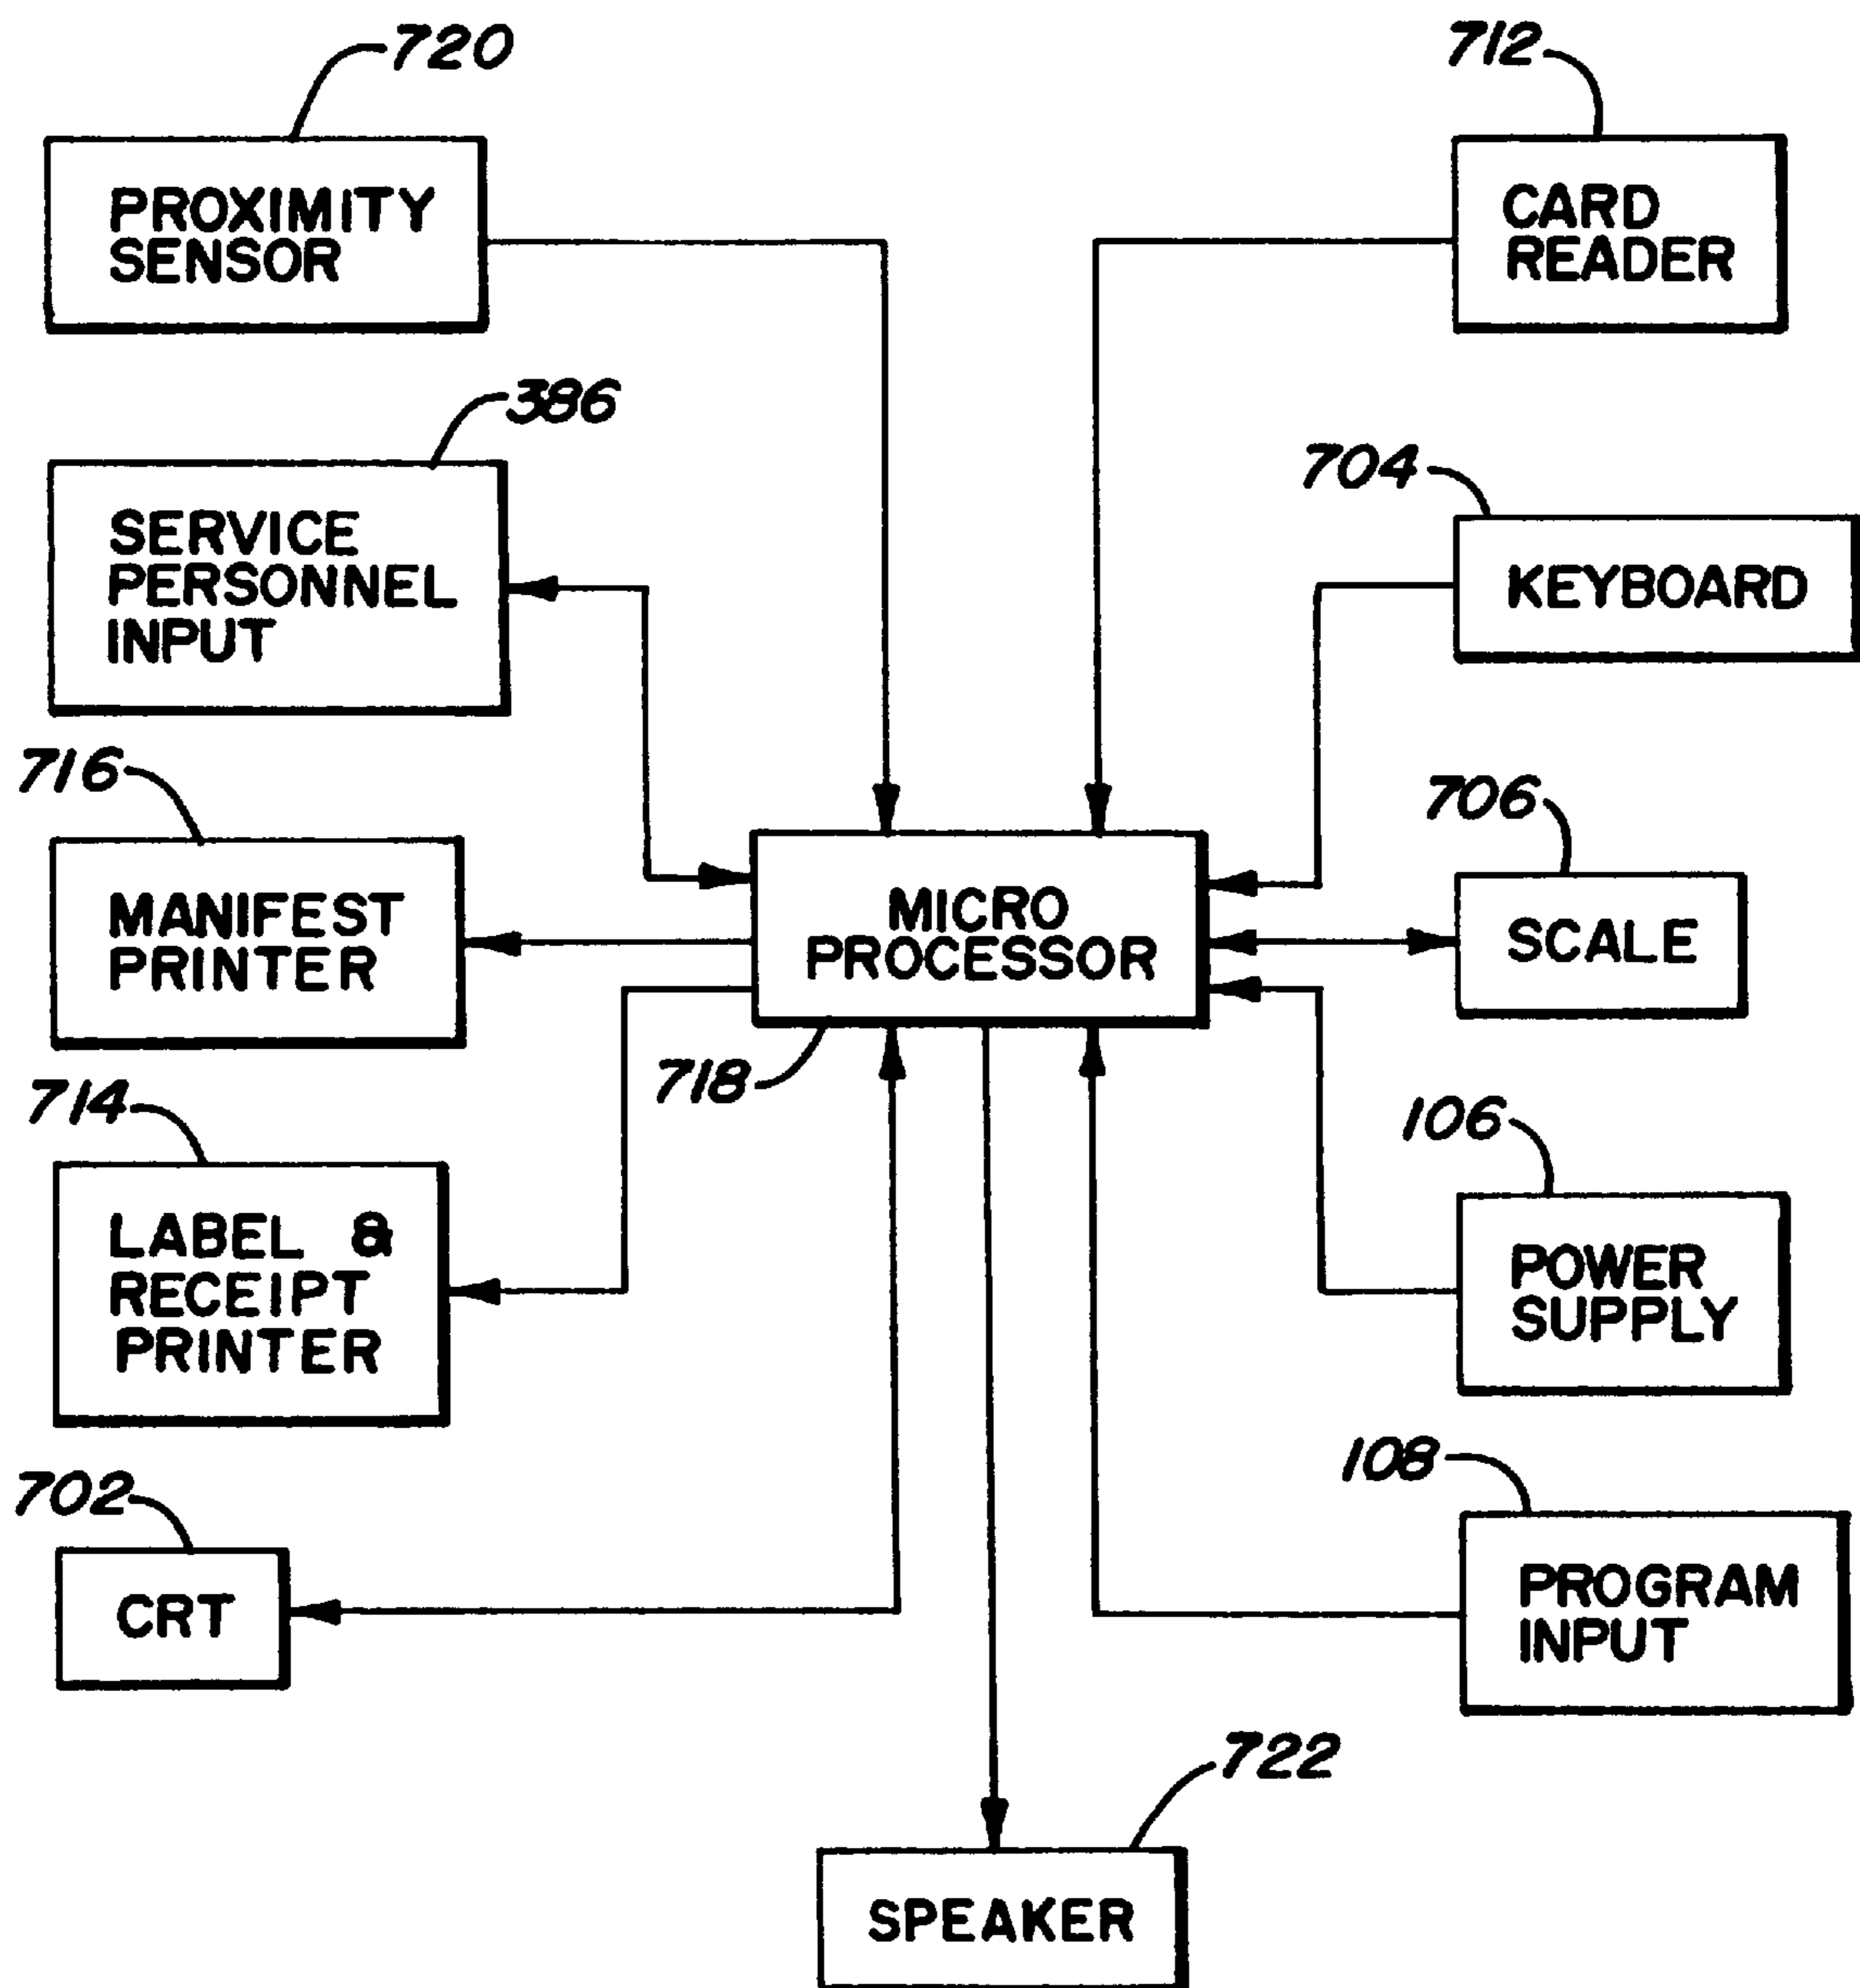 720
712
PROXIMITY
SENSOR
CARD
READER
386
704
SERVICE
PERSONNEL
INPUT
KEYBOARD
716
706
MANIFEST
PRINTER
MICRO
PROCESSOR
SCALE
718
714
106
LABEL &
RECEIPT
PRINTER
POWER
SUPPLY
702
108
CRT
PROGRAM
INPUT
722
SPEAKER